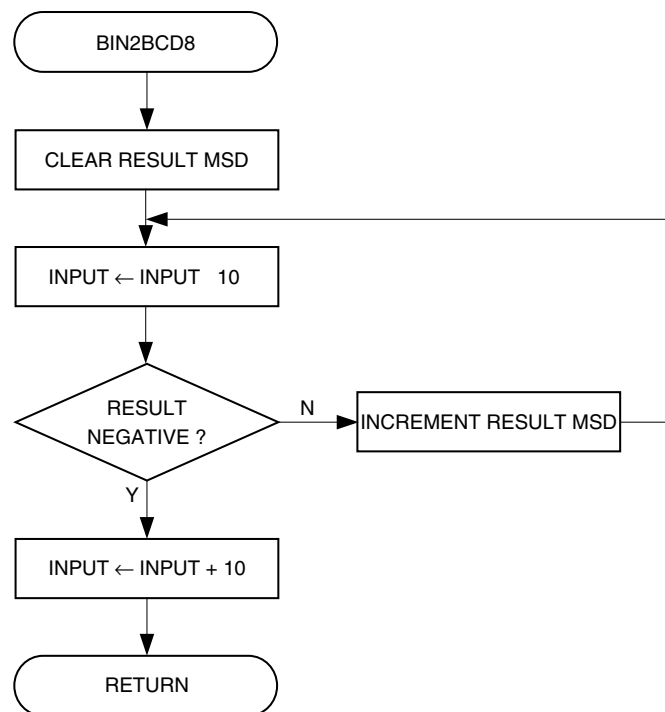 BIN2BCD8
CLEAR RESULT MSD
INPUT ← INPUT 10
RESULT
NEGATIVE ?
N
INCREMENT RESULT MSD
Y
INPUT ← INPUT + 10
RETURN